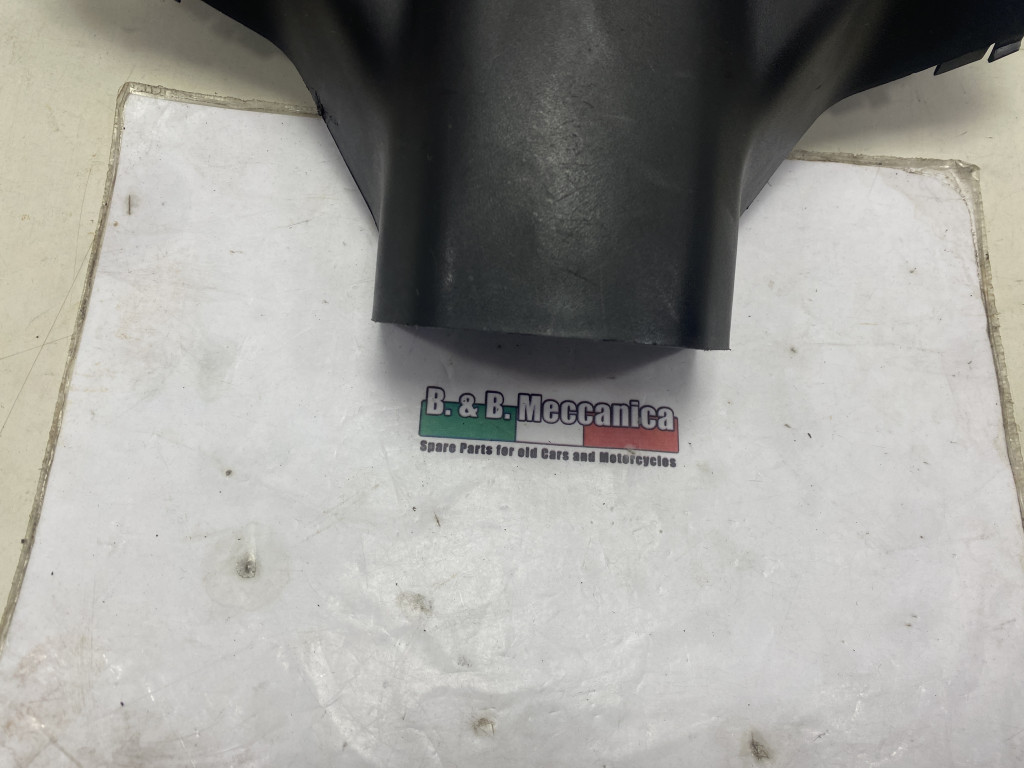 B. & B. Meccanica
Spare Parts for old Cars and Motorcycles